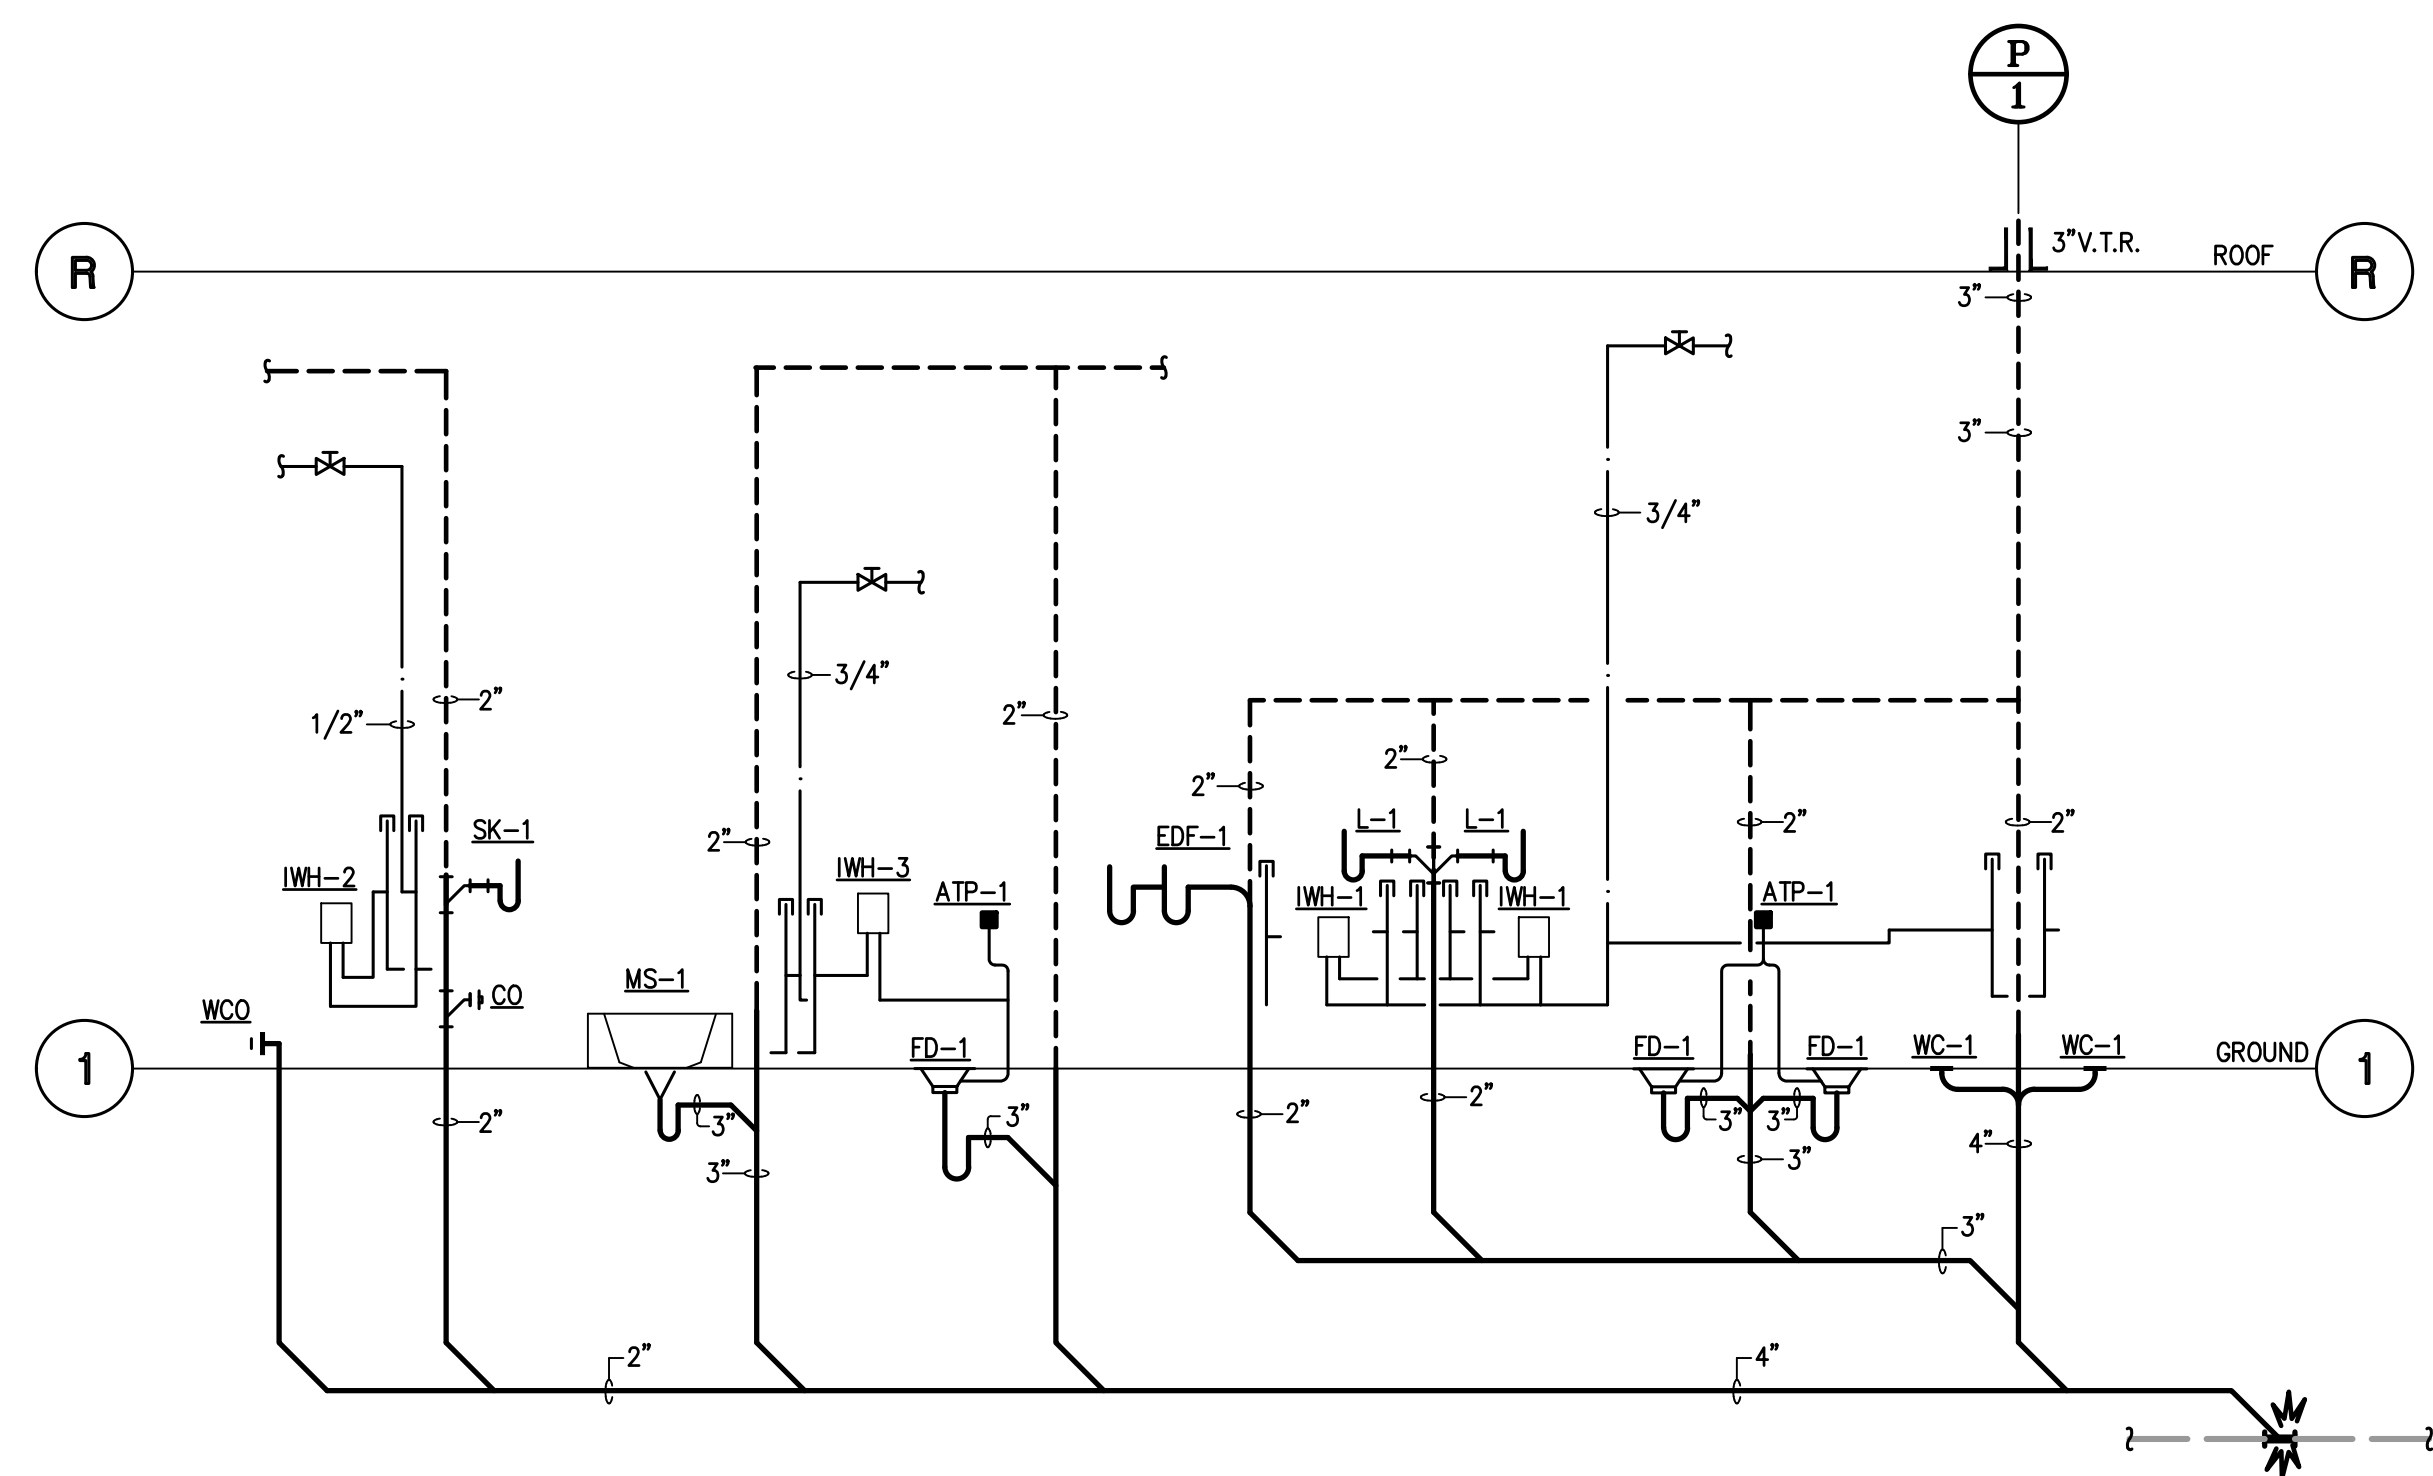 P
1
3"V.T.R.
ROOF
R
R
3"
3"
3/4"
2"
1/2"
3/4"
2"
2"
2"
2"
2"
2"
2"
SK-1
EDF-1
L-1
L-1
IWH-2
IWH-3
ATP-1
IWH-1
IWH-1
ATP-1
MS-1
CO
WCO
FD-1
FD-1
FD-1
WC-1
WC-1
GROUND
1
1
2"
3"
3"
2"
2"
3"
3"
4"
3"
3"
3"
2"
4"